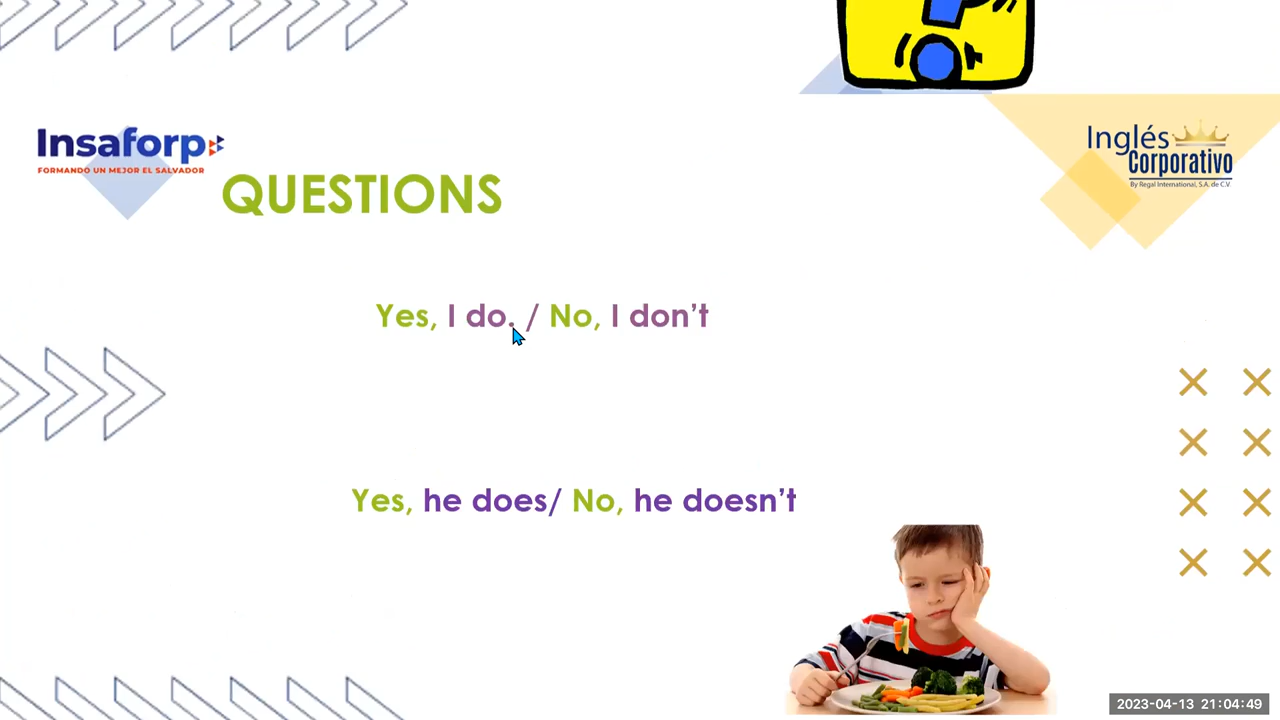 Insaforp
FORMANDO UN MEJOR EL SALVADOR
Inglés
Corporativo
By Regal International, S.A. de C.V.
QUESTIONS
Yes, I do. / No, I don't
Yes, he does/ No, he doesn't
2023-04-13 21:04:49